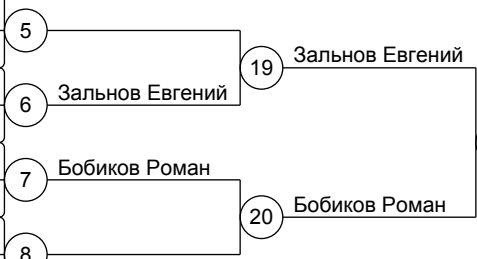 5
19 Зальнов Евгений
6 Зальнов Евгений
7 Бобиков Роман
20 Бобиков Роман
8